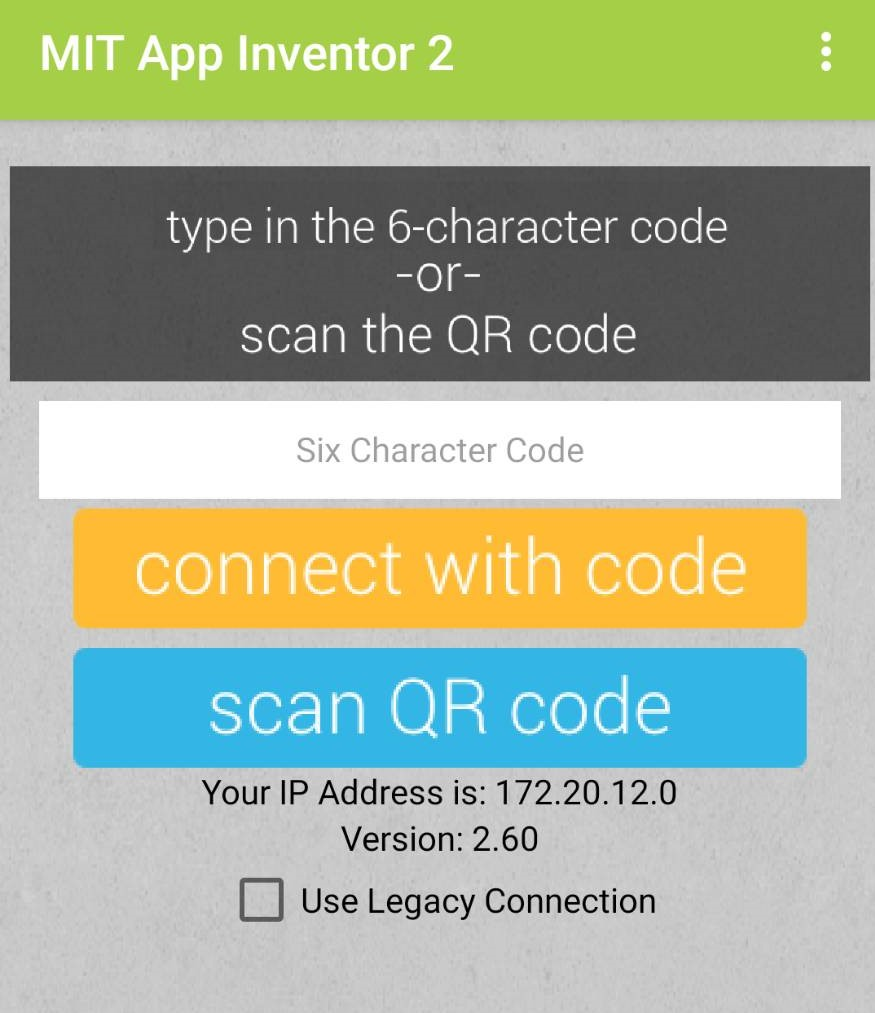 MIT App Inventor 2
type in the 6-character code
-or-
scan the QR code
Six Character Code
connect with code
scan QR code
Your IP Address is: 172.20.12.0
Version: 2.60
Use Legacy Connection